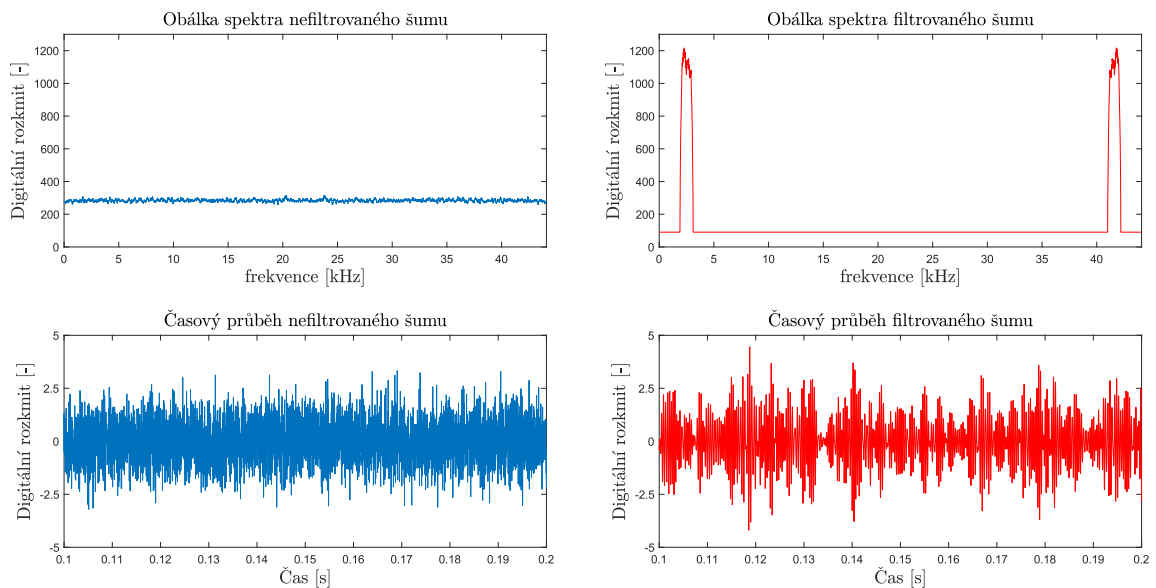 Obálka spektra nefiltrovaného šumu
Digitální rozkmit [-]
1200
1000
800
600
400
200
0
0 5 10 15 20 25 30 35 40
frekvence [kHz]
Obálka spektra filtrovaného šumu
Digitální rozkmit [-]
1200
1000
800
600
400
200
0
0 5 10 15 20 25 30 35 40
frekvence [kHz]
Časový průběh nefiltrovaného šumu
Digitální rozkmit [-]
5
2.5
0
-2.5
-5
0.1 0.11 0.12 0.13 0.14 0.15 0.16 0.17 0.18 0.19 0.2
Čas [s]
Časový průběh filtrovaného šumu
Digitální rozkmit [-]
5
2.5
0
-2.5
-5
0.1 0.11 0.12 0.13 0.14 0.15 0.16 0.17 0.18 0.19 0.2
Čas [s]